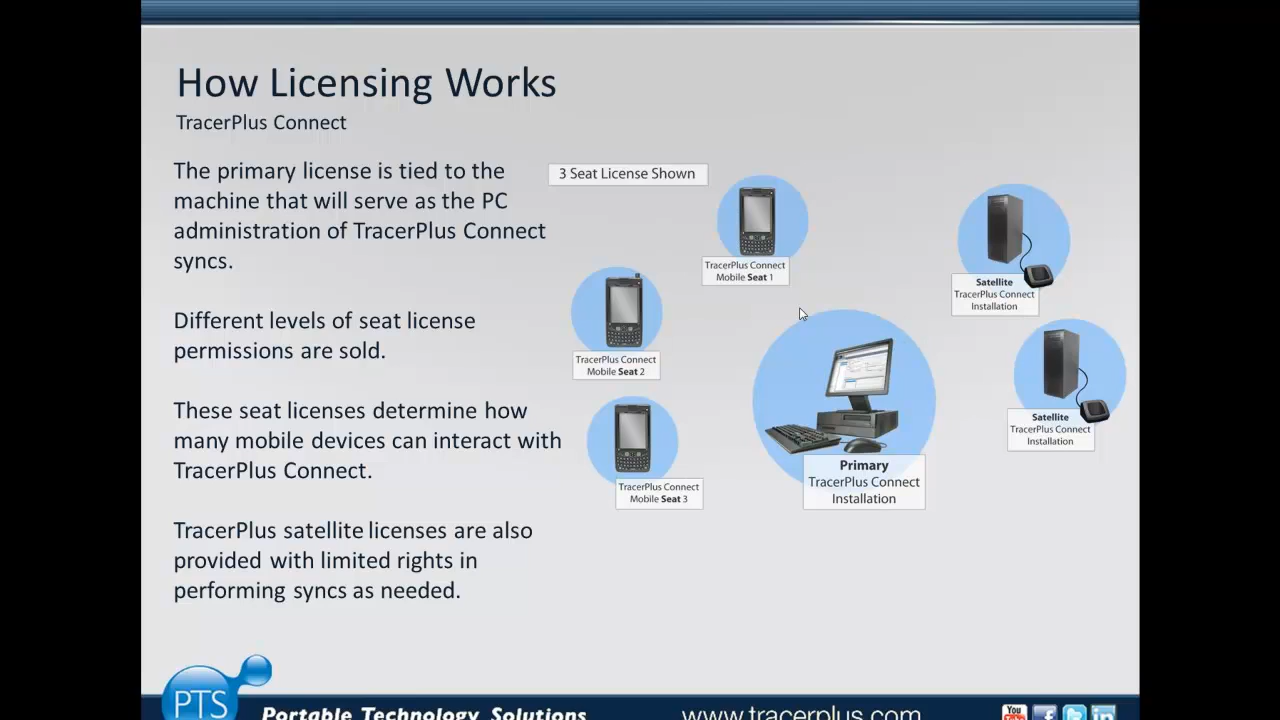 How Licensing Works
TracerPlus Connect
The primary license is tied to the
machine that will serve as the PC
administration of TracerPlus Connect
syncs.
Different levels of seat license
permissions are sold.
These seat licenses determine how
many mobile devices can interact with
TracerPlus Connect.
TracerPlus satellite licenses are also
provided with limited rights in
performing syncs as needed.
3 Seat License Shown
TracerPlus Connect
Mobile Seat 1
TracerPlus Connect
Mobile Seat 2
TracerPlus Connect
Mobile Seat 3
Primary
TracerPlus Connect
Installation
Satellite
TracerPlus Connect
Installation
Satellite
TracerPlus Connect
Installation
PTS
Portable Technology Solutions
www.tracerplus.com
You